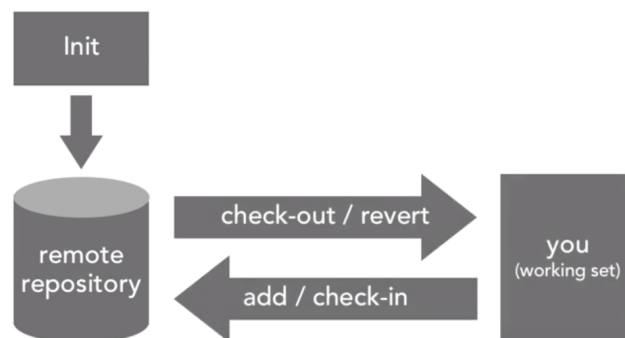 Init
check-out / revert
remote
repository
you
(working set)
add / check-in